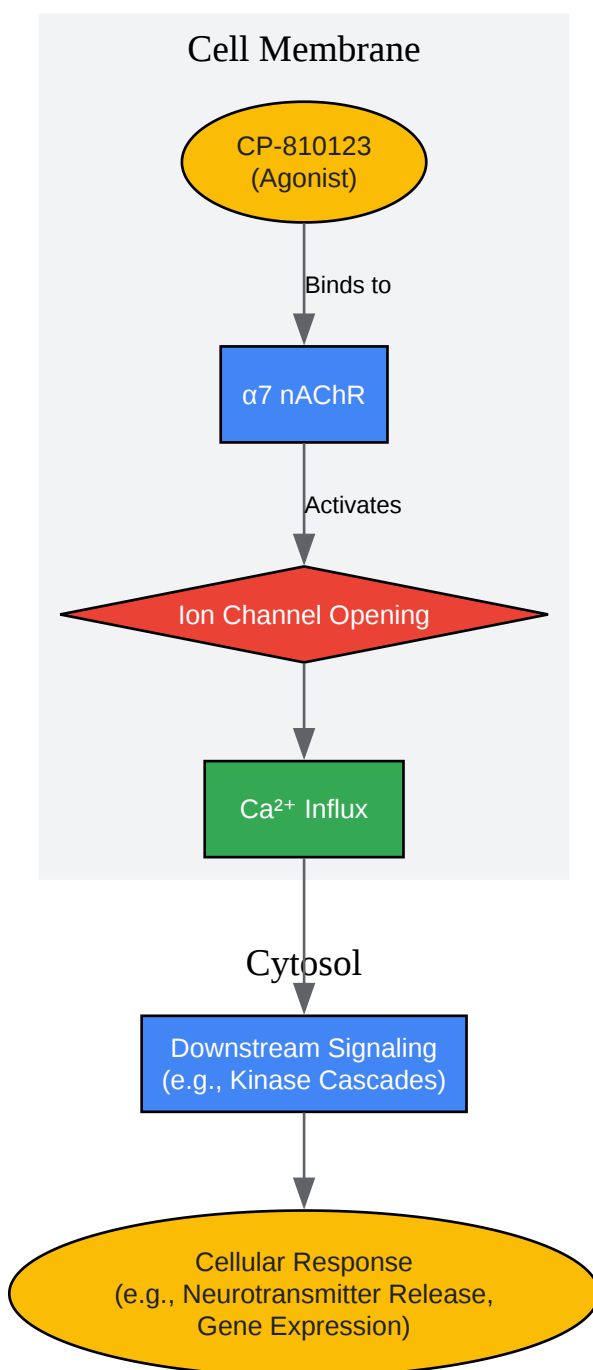 Cell Membrane
CP-810123
(Agonist)
Binds to
α7 nAChR
Activates
Ion Channel Opening
Ca²⁺ Influx
Cytosol
Downstream Signaling
(e.g., Kinase Cascades)
Cellular Response
(e.g., Neurotransmitter Release,
Gene Expression)